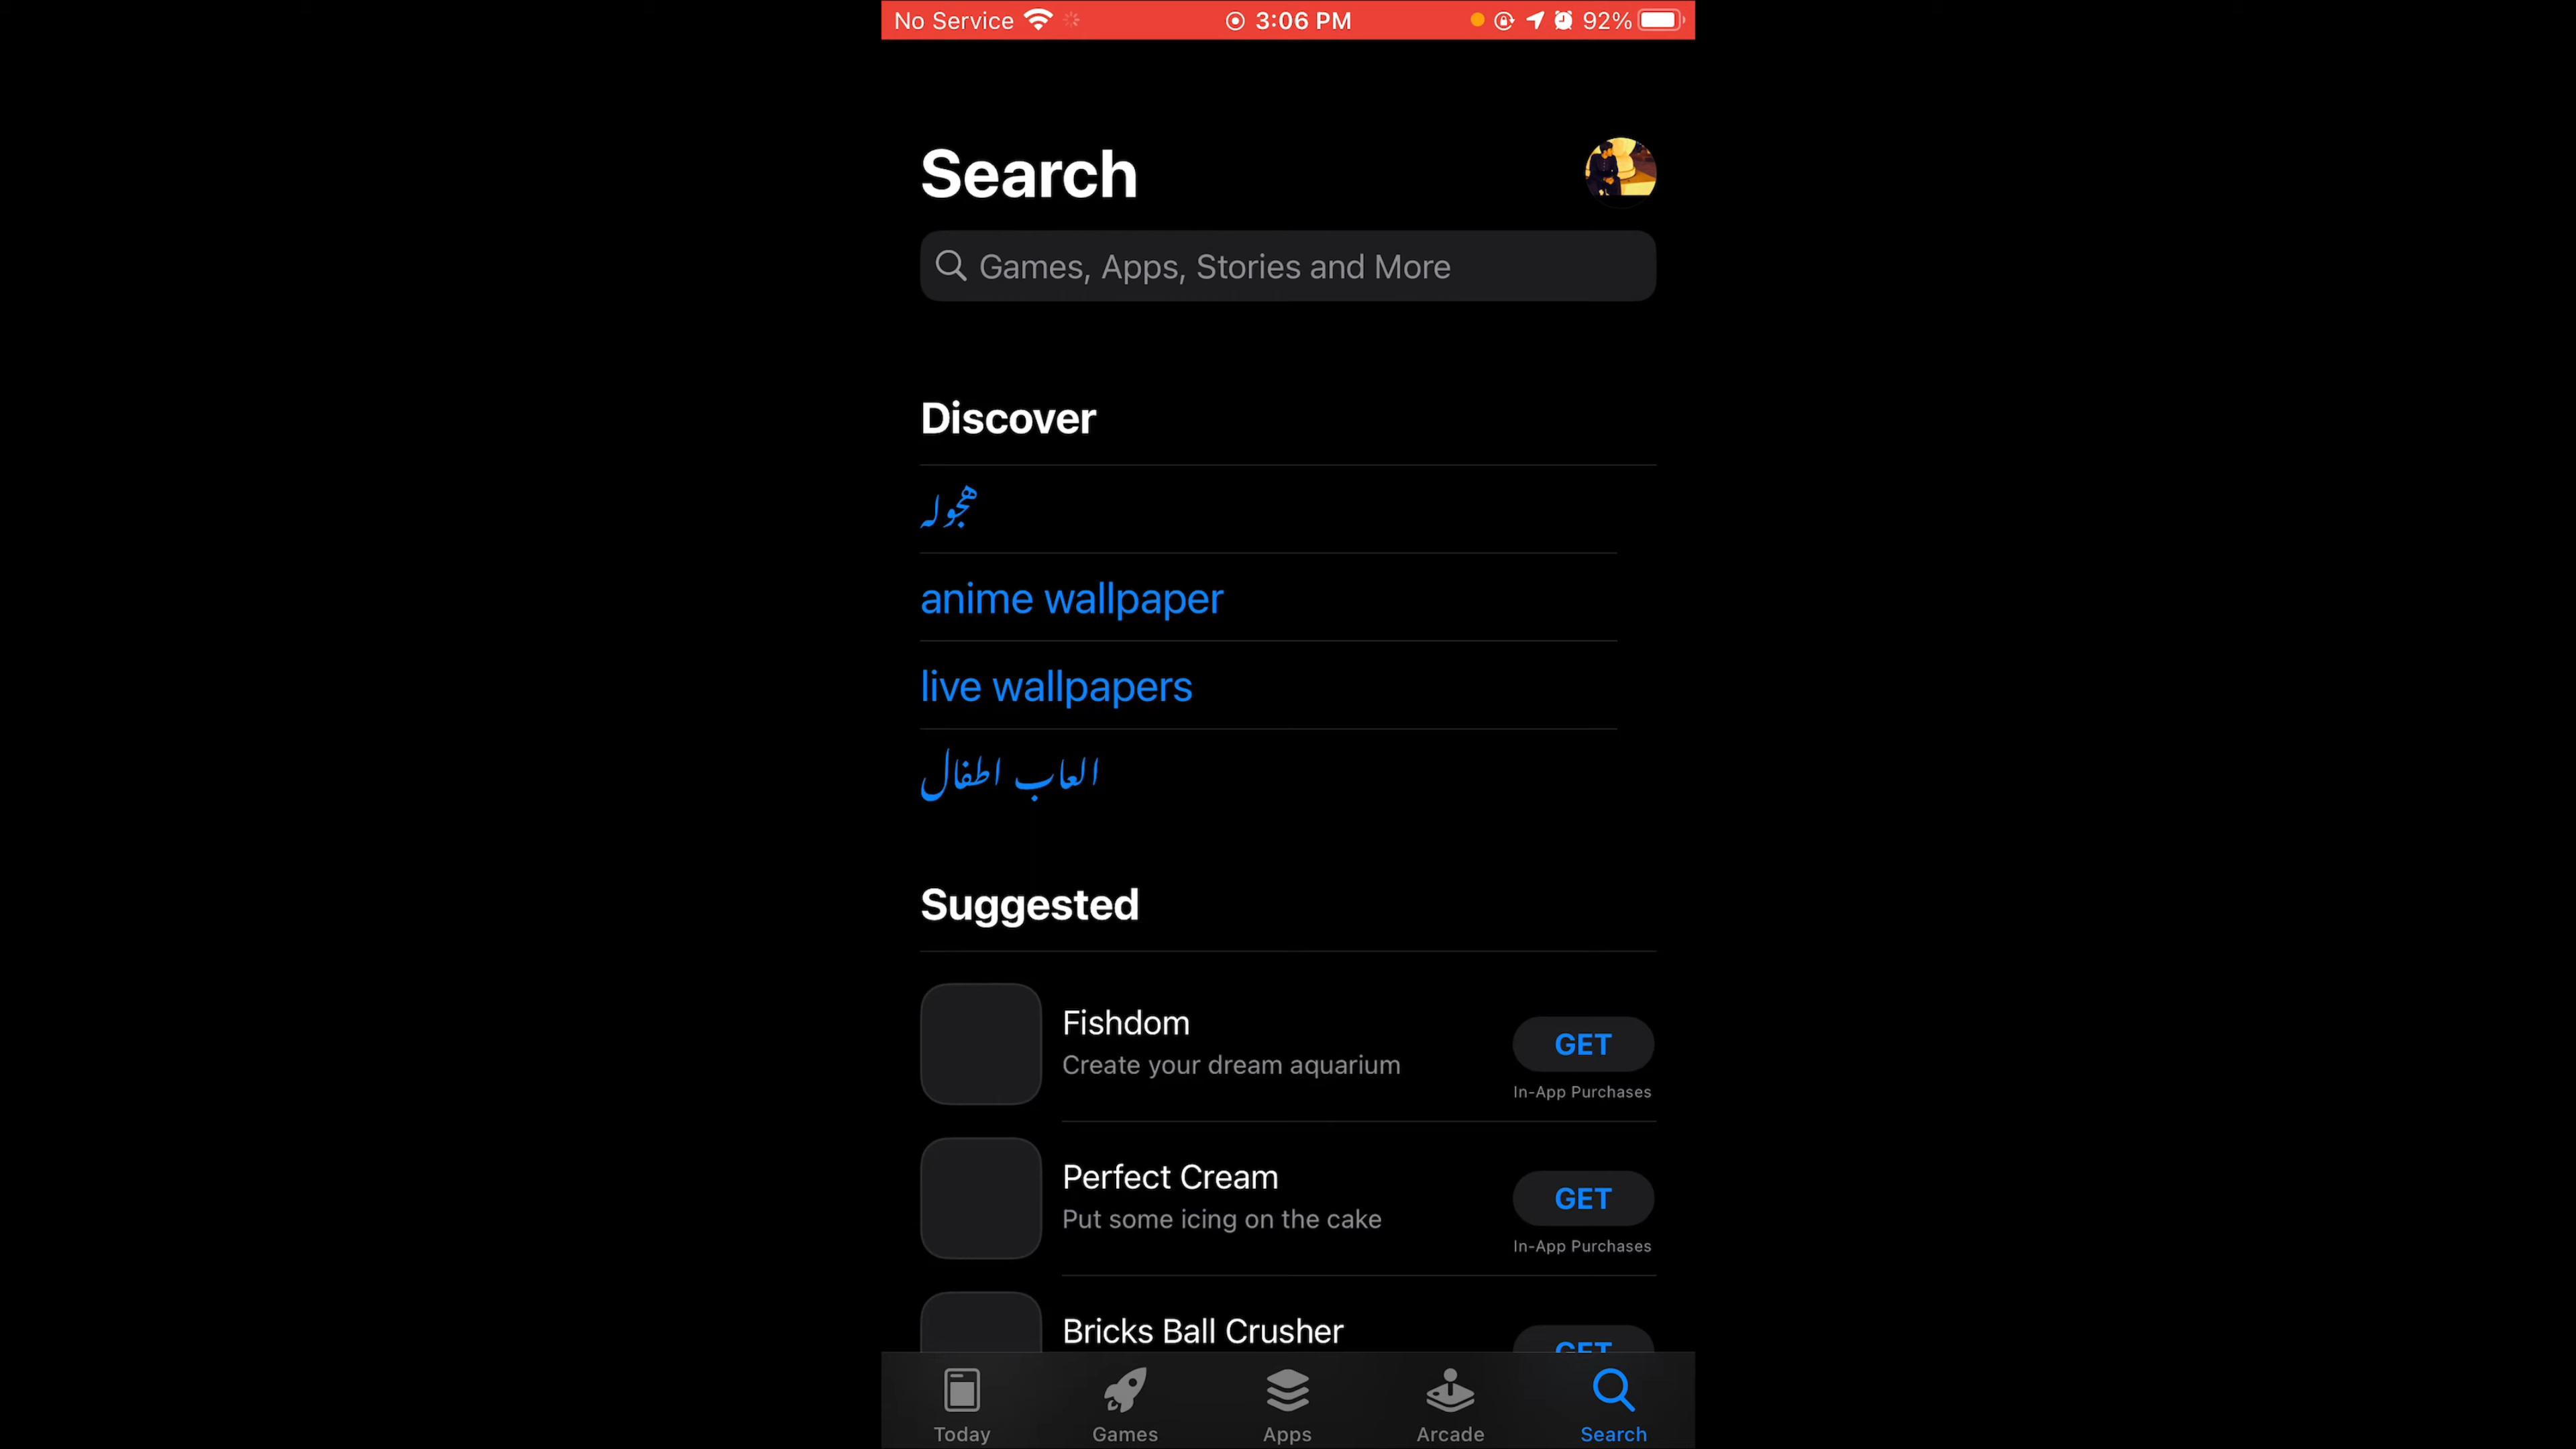 No Service 3:06 PM 92%
Search
Games, Apps, Stories and More
Discover
هجوله
anime wallpaper
live wallpapers
العاب اطفال
Suggested
Fishdom
Create your dream aquarium
GET
In-App Purchases
Perfect Cream
Put some icing on the cake
GET
In-App Purchases
Bricks Ball Crusher
GET
Today Games Apps Arcade Search